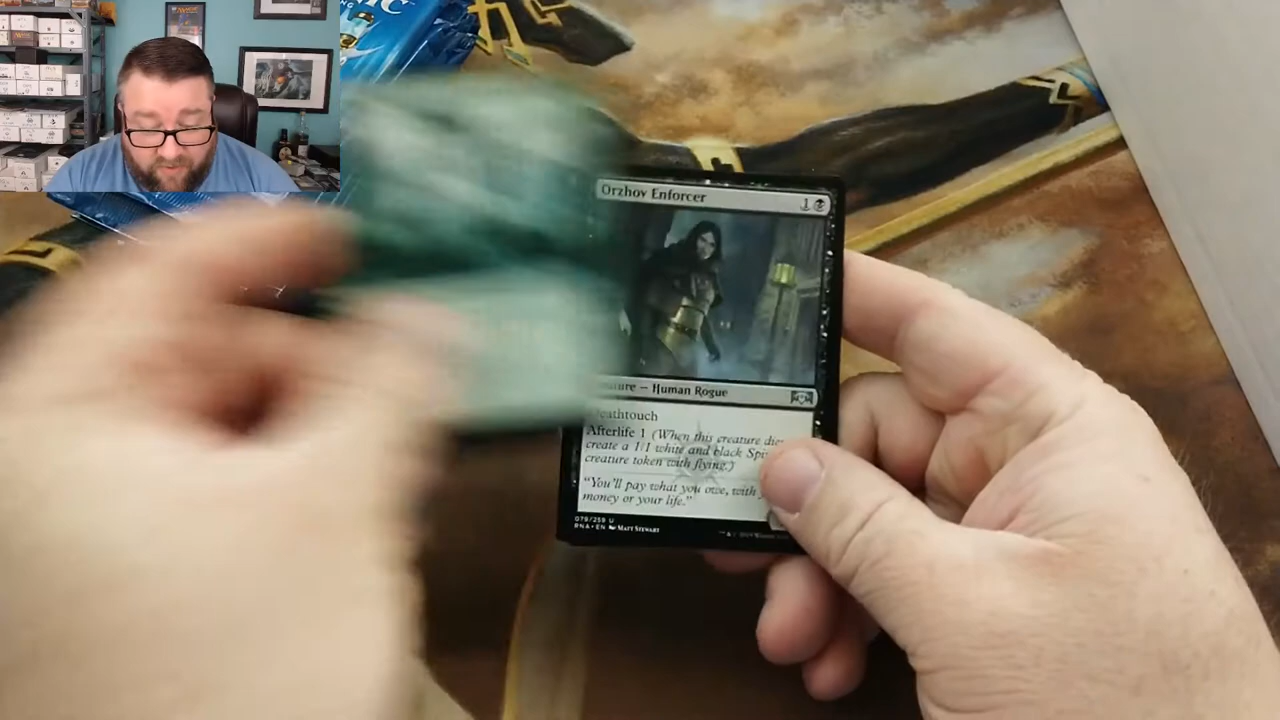 IC
Orzhov Enforcer 1
ature — Human Rogue
Deathtouch
Afterlife 1 (When this creature die
create a 1/1 white and black Spi
creature token with flying.)
"You'll pay what you owe, with
money or your life."
079/259 U
RNA • EN Matt Stewart